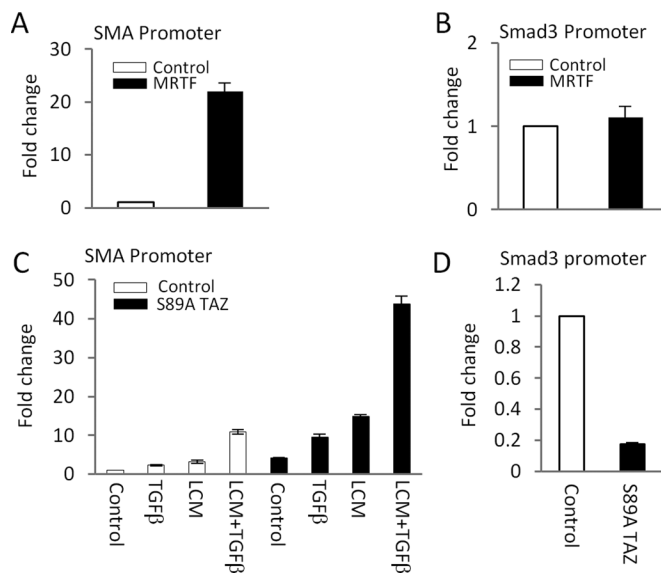 A
SMA Promoter
Control
MRTF
Fold change
30
20
10
0
B
Smad3 Promoter
Control
MRTF
Fold change
2
1
0
C
SMA Promoter
Control
S89A TAZ
Fold change
50
40
30
20
10
0
Control
TGFβ
LCM
LCM+TGFβ
Control
TGFβ
LCM
LCM+TGFβ
D
Smad3 promoter
Fold change
1.2
1
0.8
0.6
0.4
0.2
0
Control
S89A TAZ